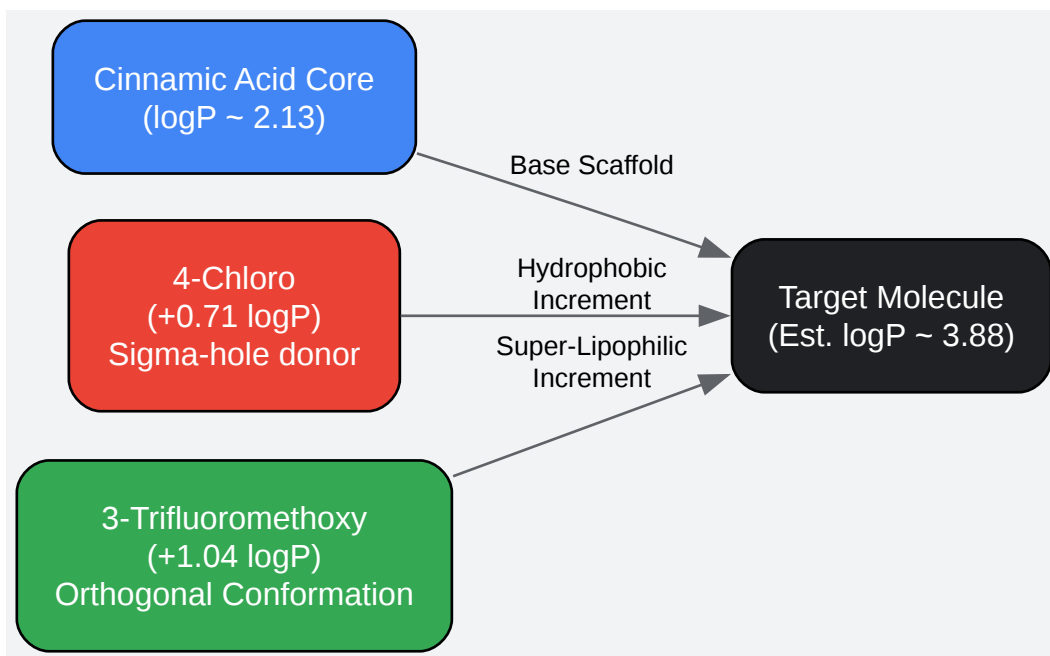 Cinnamic Acid Core
(logP ~ 2.13)
Base Scaffold
4-Chloro
(+0.71 logP)
Sigma-hole donor
Hydrophobic
Increment
Super-Lipophilic
Increment
Target Molecule
(Est. logP ~ 3.88)
3-Trifluoromethoxy
(+1.04 logP)
Orthogonal Conformation